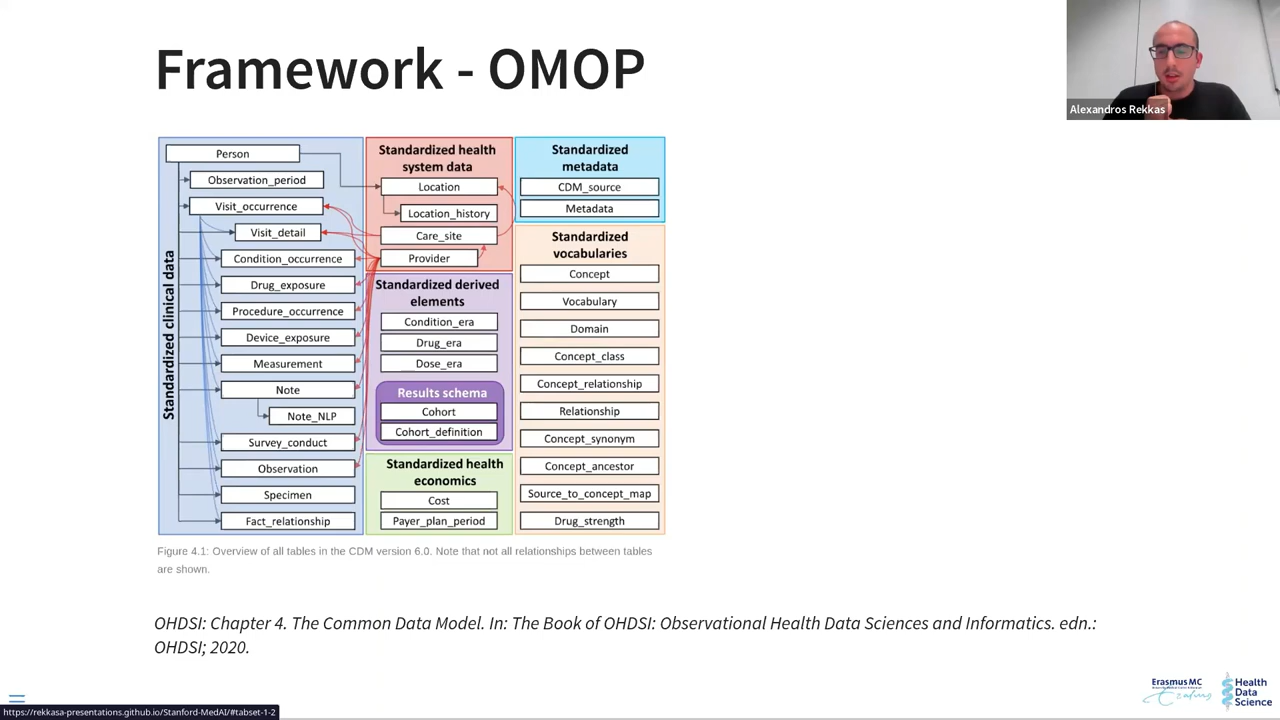 Framework - OMOP
Alexandros Rekkas
Standardized clinical data
Person
Observation_period
Visit_occurrence
Visit_detail
Condition_occurrence
Drug_exposure
Procedure_occurrence
Device_exposure
Measurement
Note
Note_NLP
Survey_conduct
Observation
Specimen
Fact_relationship
Standardized health
system data
Location
Location_history
Care_site
Provider
Standardized derived
elements
Condition_era
Drug_era
Dose_era
Results schema
Cohort
Cohort_definition
Standardized health
economics
Cost
Payer_plan_period
Standardized
metadata
CDM_source
Metadata
Standardized
vocabularies
Concept
Vocabulary
Domain
Concept_class
Concept_relationship
Relationship
Concept_synonym
Concept_ancestor
Source_to_concept_map
Drug_strength
Figure 4.1: Overview of all tables in the CDM version 6.0. Note that not all relationships between tables
are shown.
OHDSI: Chapter 4. The Common Data Model. In: The Book of OHDSI: Observational Health Data Sciences and Informatics. edn.:
OHDSI; 2020.
Erasmus MC
Erasmus
Health
Data
Science
https://rekkasa-presentations.github.io/Stanford-MedAI/#tabset-1-2